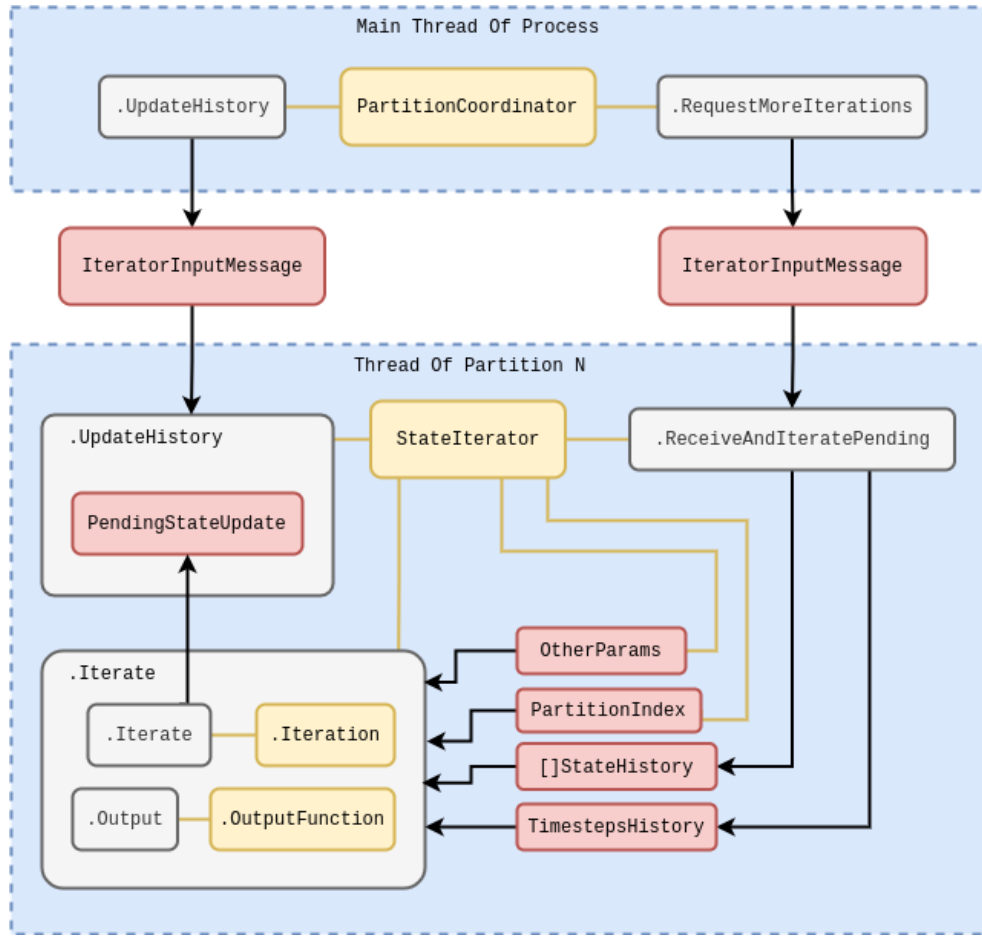 Main Thread Of Process
.UpdateHistory
PartitionCoordinator
.RequestMoreIterations
IteratorInputMessage
IteratorInputMessage
Thread Of Partition N
.UpdateHistory
StateIterator
.ReceiveAndIteratePending
PendingStateUpdate
OtherParams
.Iterate
PartitionIndex
.Iterate
.Iteration
[]StateHistory
.Output
.OutputFunction
TimestepsHistory